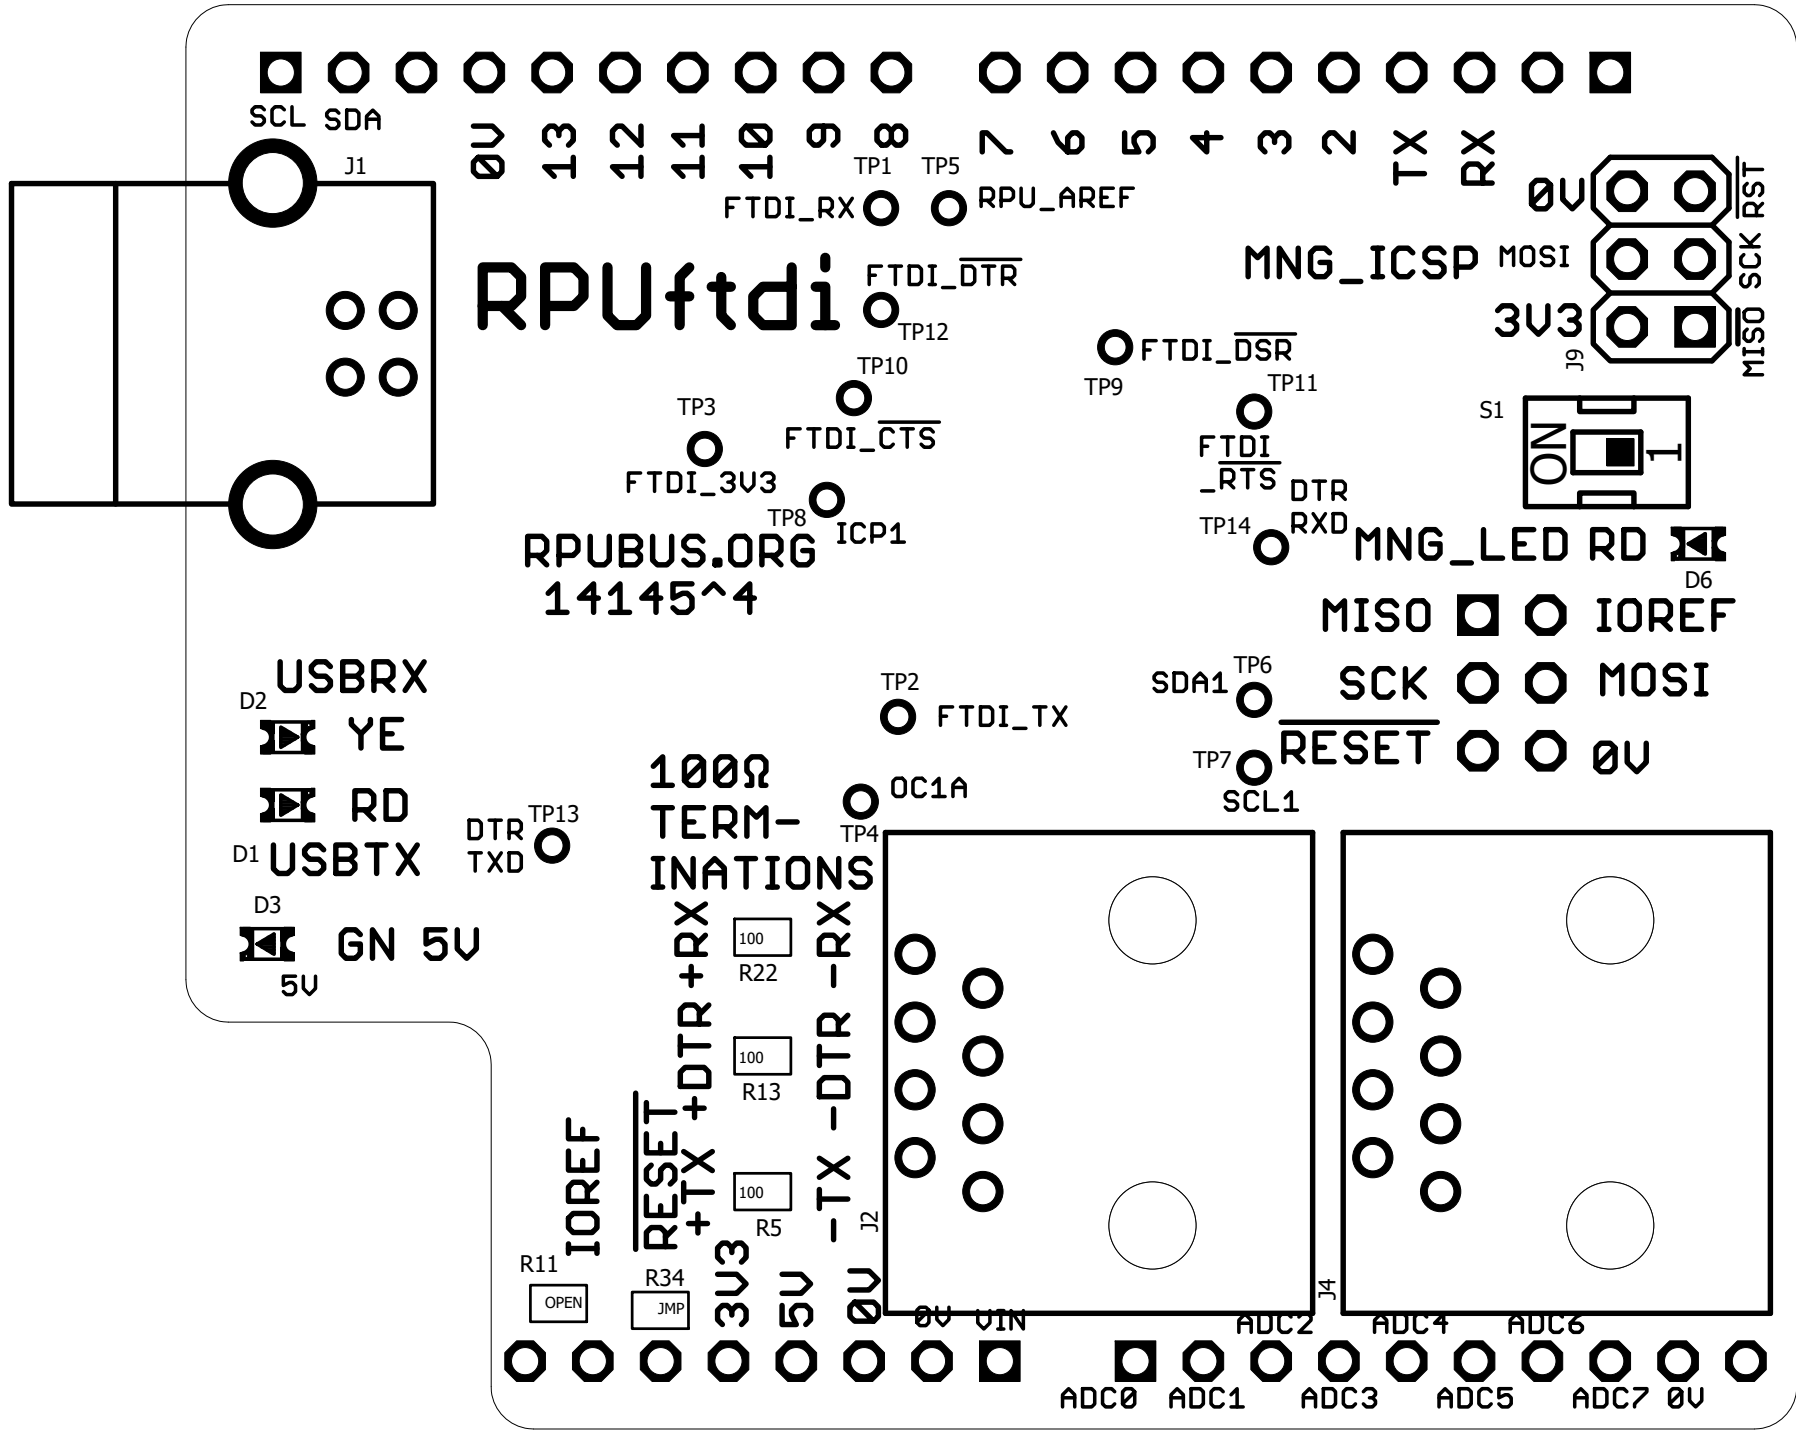 SCL
SDA
0V
13
12
11
10
9
8
7
6
5
4
3
2
TX
RX
J1
TP1
TP5
FTDI_RX
RPU_AREF
0V
RST
RPUftdi
FTDI_DTR
TP12
MNG_ICSP
MOSI
SCK
3V3
MISO
J9
FTDI_DSR
TP9
TP10
FTDI_CTS
TP11
FTDI
_RTS
TP3
FTDI_3V3
S1
ON
1
TP8
ICP1
DTR
RXD
TP14
RPUBUS.ORG
14145^4
MNG_LED RD
D6
MISO
IOREF
SCK
MOSI
RESET
0V
USBRX
D2
YE
RD
D1
USBTX
D3
GN 5V
5V
TP2
FTDI_TX
TP6
SDA1
TP7
SCL1
OC1A
TP4
TP13
DTR
TXD
100Ω
TERM-
INATIONS
+RX
100
R22
-RX
+DTR
100
R13
-DTR
+TX
100
R5
-TX
J2
J4
IOREF
RESET
R11
OPEN
R34
JMP
3V3
5V
0V
0V
VIN
ADC2
ADC4
ADC6
ADC0
ADC1
ADC3
ADC5
ADC7
0V